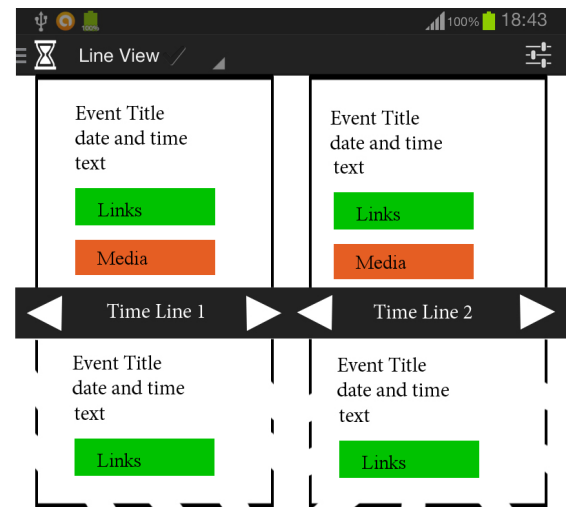 100% 100% 18:43
Line View
Event Title
date and time
text
Links
Media
Event Title
date and time
text
Links
Media
Time Line 1
Time Line 2
Event Title
date and time
text
Links
Event Title
date and time
text
Links